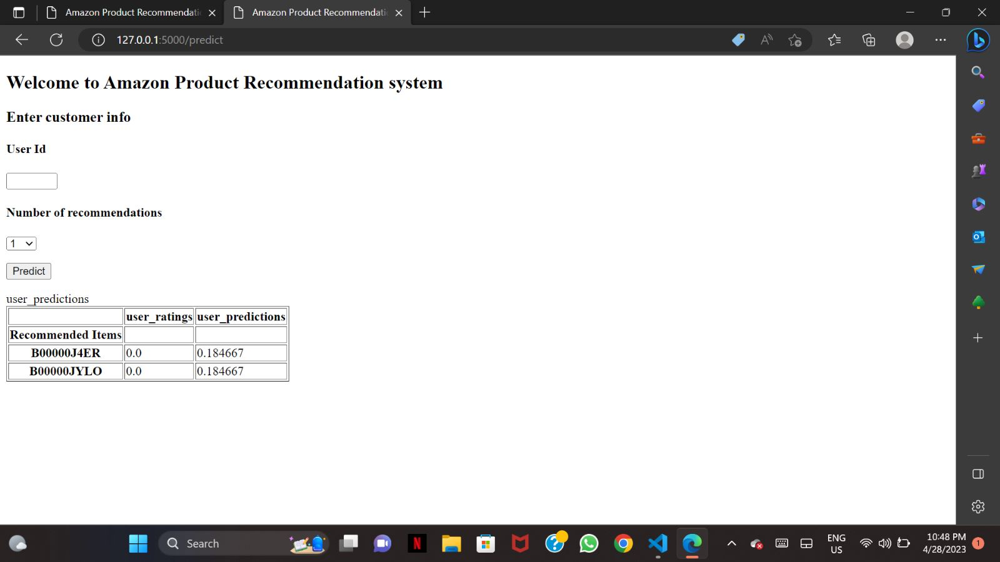 Amazon Product Recommendati
Amazon Product Recommendati
127.0.0.1:5000/predict
Welcome to Amazon Product Recommendation system
Enter customer info
User Id
Number of recommendations
1
Predict
user_predictions
user_ratings user_predictions
Recommended Items
B00000J4ER 0.0 0.184667
B00000JYLO 0.0 0.184667
Search
ENG
US
10:48 PM
4/28/2023
1